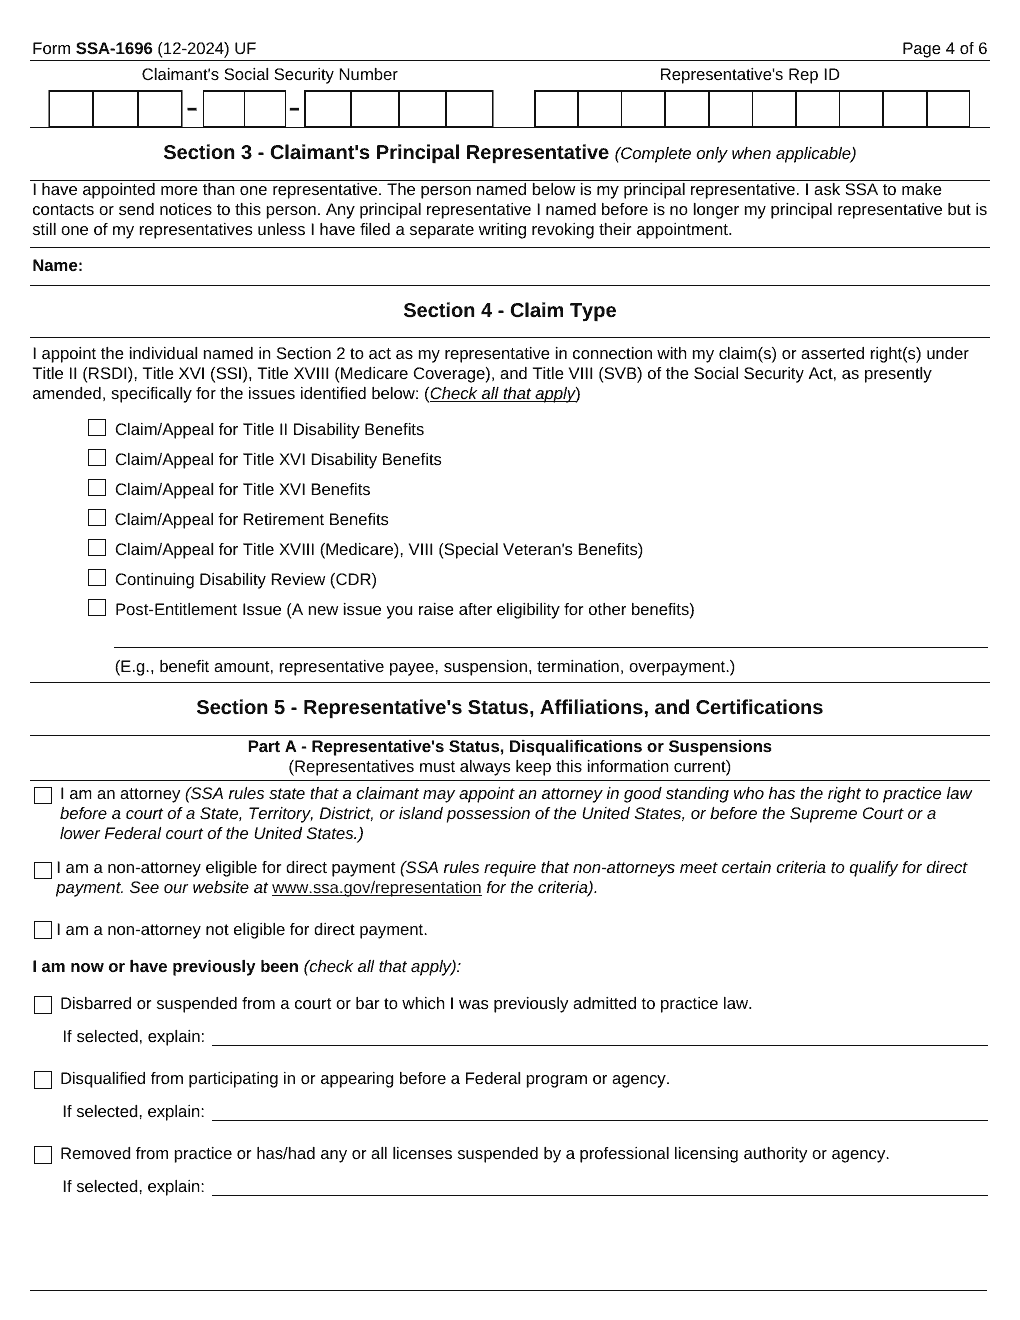 Form SSA-1696 (12-2024) UF
Page 4 of 6
Claimant's Social Security Number
Representative's Rep ID
Section 3 - Claimant's Principal Representative (Complete only when applicable)
I have appointed more than one representative. The person named below is my principal representative. I ask SSA to make
contacts or send notices to this person. Any principal representative I named before is no longer my principal representative but is
still one of my representatives unless I have filed a separate writing revoking their appointment.
Name:
Section 4 - Claim Type
I appoint the individual named in Section 2 to act as my representative in connection with my claim(s) or asserted right(s) under
Title II (RSDI), Title XVI (SSI), Title XVIII (Medicare Coverage), and Title VIII (SVB) of the Social Security Act, as presently
amended, specifically for the issues identified below: (Check all that apply)
Claim/Appeal for Title II Disability Benefits
Claim/Appeal for Title XVI Disability Benefits
Claim/Appeal for Title XVI Benefits
Claim/Appeal for Retirement Benefits
Claim/Appeal for Title XVIII (Medicare), VIII (Special Veteran's Benefits)
Continuing Disability Review (CDR)
Post-Entitlement Issue (A new issue you raise after eligibility for other benefits)
(E.g., benefit amount, representative payee, suspension, termination, overpayment.)
Section 5 - Representative's Status, Affiliations, and Certifications
Part A - Representative's Status, Disqualifications or Suspensions
(Representatives must always keep this information current)
I am an attorney (SSA rules state that a claimant may appoint an attorney in good standing who has the right to practice law
before a court of a State, Territory, District, or island possession of the United States, or before the Supreme Court or a
lower Federal court of the United States.)
I am a non-attorney eligible for direct payment (SSA rules require that non-attorneys meet certain criteria to qualify for direct
payment. See our website at www.ssa.gov/representation for the criteria).
I am a non-attorney not eligible for direct payment.
I am now or have previously been (check all that apply):
Disbarred or suspended from a court or bar to which I was previously admitted to practice law.
If selected, explain:
Disqualified from participating in or appearing before a Federal program or agency.
If selected, explain:
Removed from practice or has/had any or all licenses suspended by a professional licensing authority or agency.
If selected, explain: